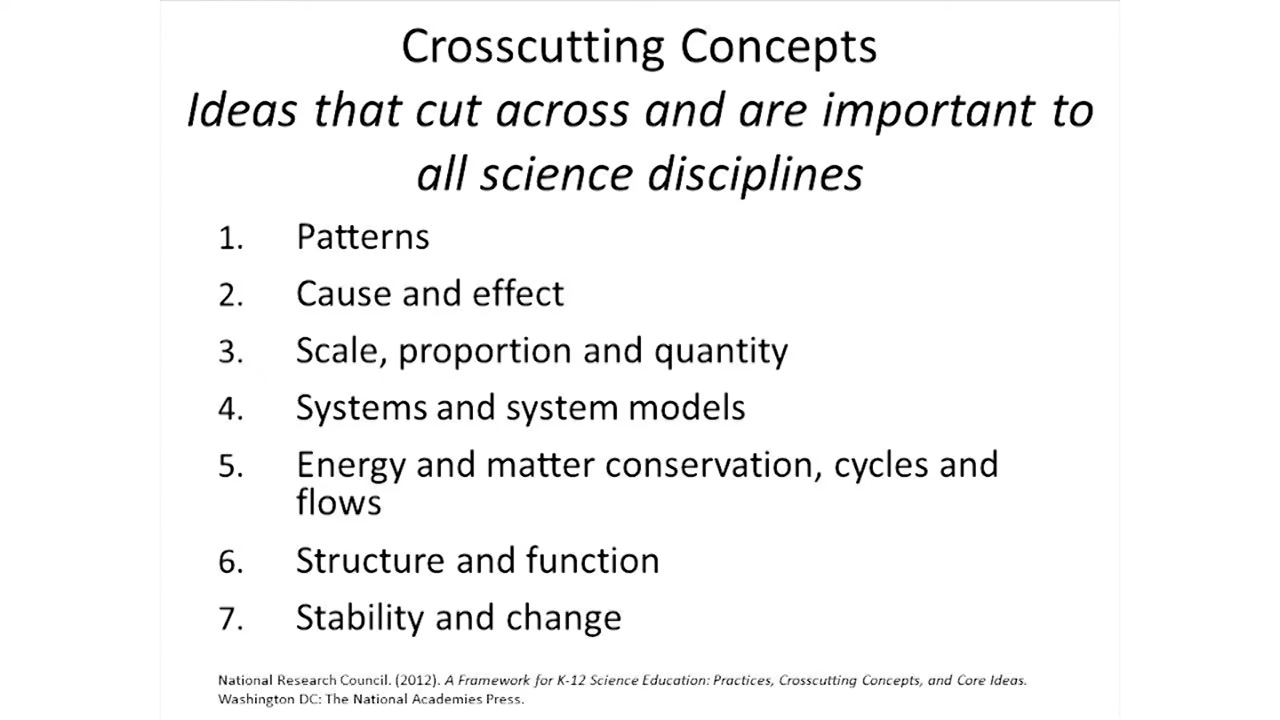 Crosscutting Concepts
Ideas that cut across and are important to
all science disciplines
1. Patterns
2. Cause and effect
3. Scale, proportion and quantity
4. Systems and system models
5. Energy and matter conservation, cycles and
flows
6. Structure and function
7. Stability and change
National Research Council. (2012). A Framework for K-12 Science Education: Practices, Crosscutting Concepts, and Core Ideas.
Washington DC: The National Academies Press.